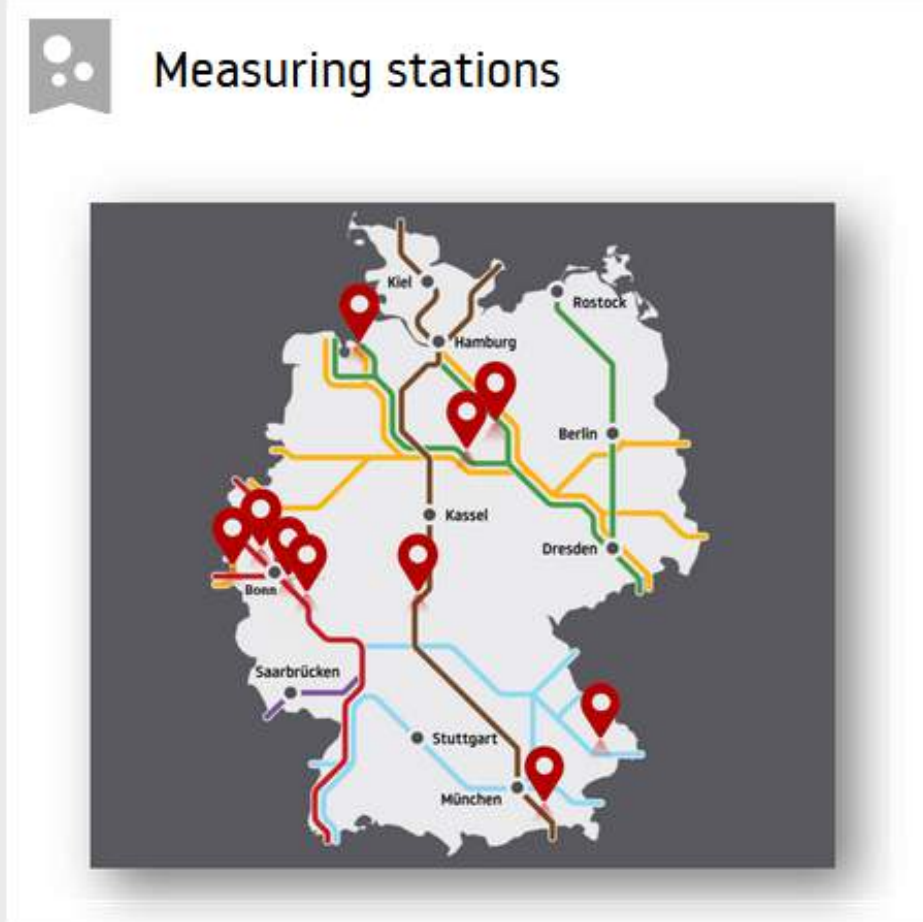 Measuring stations
Kiel
Rostock
Hamburg
Berlin
Kassel
Dresden
Bonn
Saarbrücken
Stuttgart
München